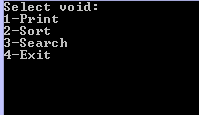 Select void:
1-Print
2-Sort
3-Search
4-Exit